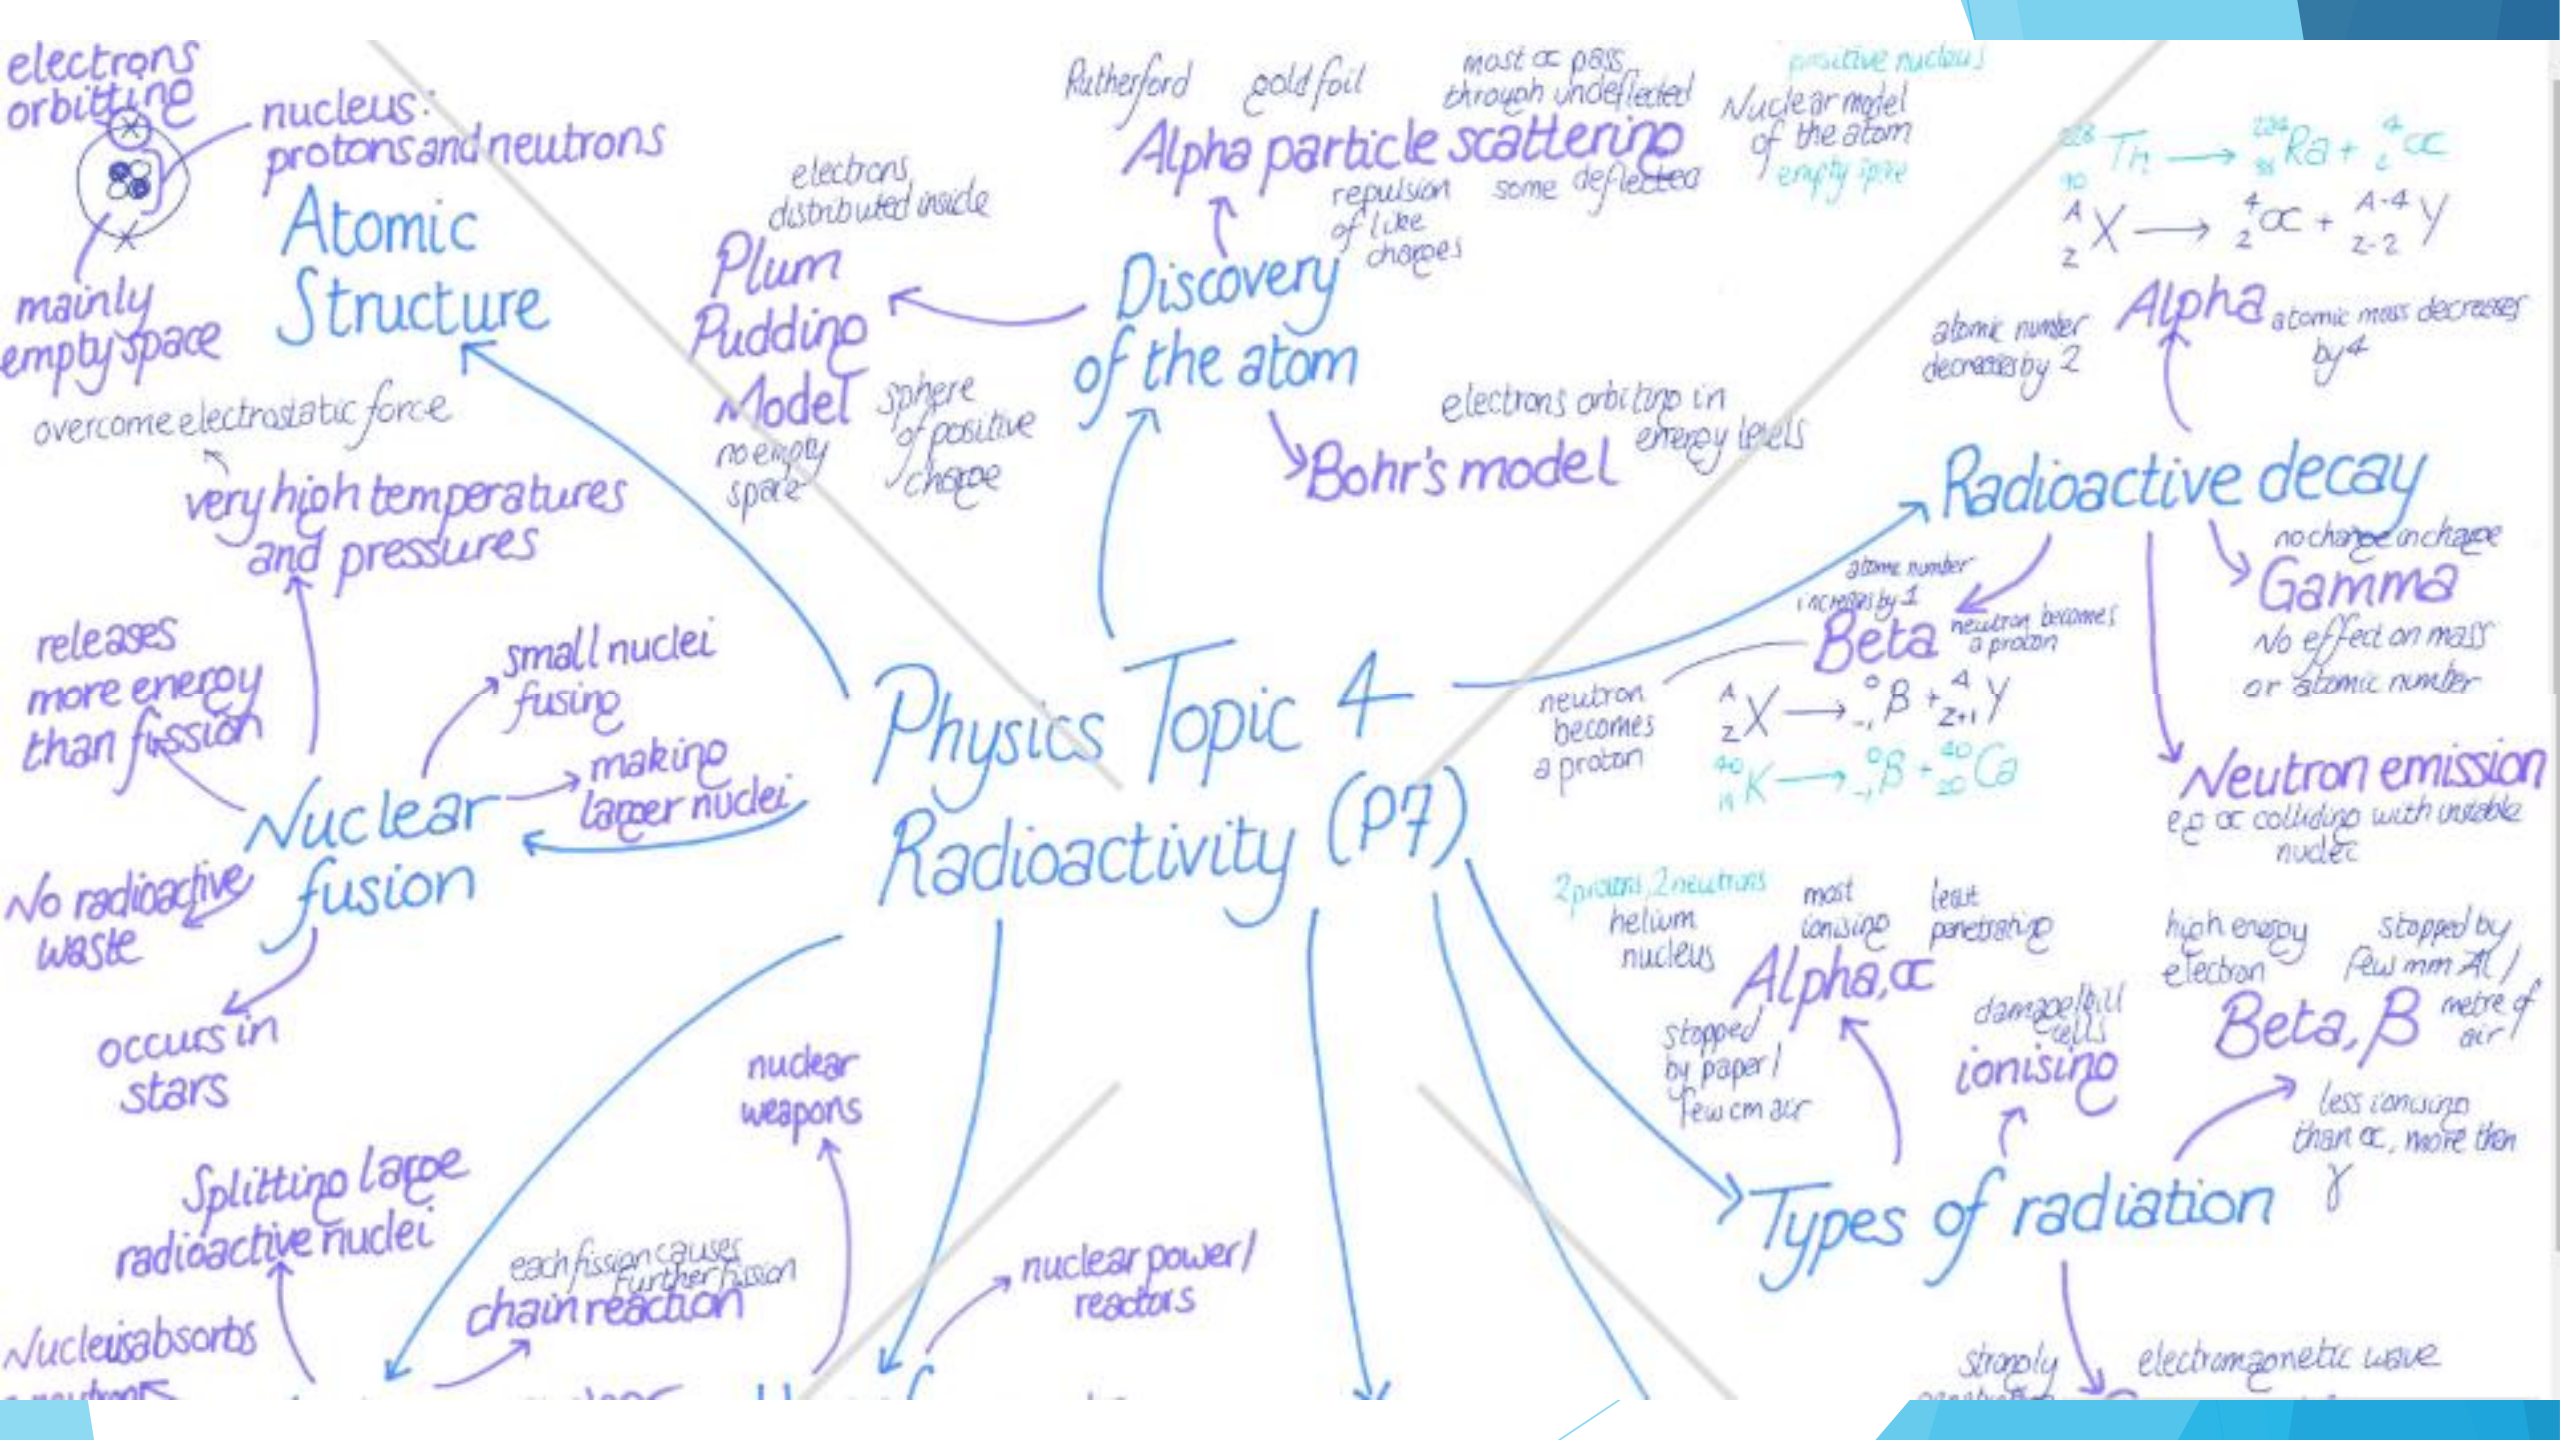 electrons
orbitting
nucleus:
protons and neutrons
Atomic
Structure
mainly
empty space
Rutherford
gold foil
most α pass
through undeflected
Alpha particle scattering
repulsion
of like
charges
some deflected
positive nucleus
Nuclear model
of the atom
empty space
electrons
distributed inside
Plum
Pudding
Model
no empty
space
sphere
of positive
charge
Discovery
of the atom
electrons orbiting in
energy levels
Bohr's model
228 90 Th → 224 88 Ra + 4 2 α
A Z X → 4 2 α + A-4 Z-2 Y
Alpha
atomic number
decreases by 2
atomic mass decreases
by 4
Radioactive decay
no change in charge
Gamma
No effect on mass
or atomic number
atomic number
increases by 1
Beta
neutron becomes
a proton
neutron
becomes
a proton
A Z X → 0 -1 β + A Z+1 Y
40 19 K → 0 -1 β + 40 20 Ca
Neutron emission
eg α colliding with unstable
nuclei
overcome electrostatic force
very high temperatures
and pressures
releases
more energy
than fission
small nuclei
fusing
making
larger nuclei
Nuclear
fusion
No radioactive
waste
occurs in
stars
Physics Topic 4
Radioactivity (P7)
2 protons, 2 neutrons
helium
nucleus
most
ionising
least
penetrating
Alpha, α
stopped
by paper /
few cm air
damage/kill
cells
ionising
high energy
electron
stopped by
few mm Al /
metre of
air
Beta, β
less ionising
than α, more than
γ
Types of radiation
strongly
electromagnetic wave
nuclear
weapons
Splitting large
radioactive nuclei
each fission causes
further fission
chain reaction
nuclear power/
reactors
Nucleus absorbs
a neutron